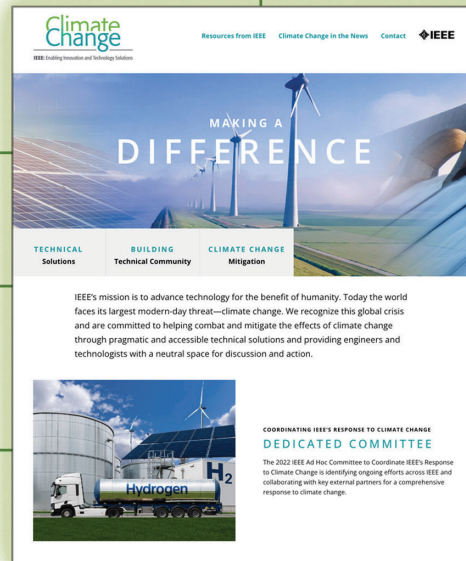 Climate
Change
IEEE: Enabling Innovation and Technology Solutions
Resources from IEEE Climate Change in the News Contact IEEE
MAKING A
DIFFERENCE
TECHNICAL
Solutions
BUILDING
Technical Community
CLIMATE CHANGE
Mitigation
IEEE's mission is to advance technology for the benefit of humanity. Today the world
faces its largest modern-day threat—climate change. We recognize this global crisis
and are committed to helping combat and mitigate the effects of climate change
through pragmatic and accessible technical solutions and providing engineers and
technologists with a neutral space for discussion and action.
H2
Hydrogen
COORDINATING IEEE'S RESPONSE TO CLIMATE CHANGE
DEDICATED COMMITTEE
The 2022 IEEE Ad Hoc Committee to Coordinate IEEE's Response
to Climate Change is identifying ongoing efforts across IEEE and
collaborating with key external partners for a comprehensive
response to climate change.